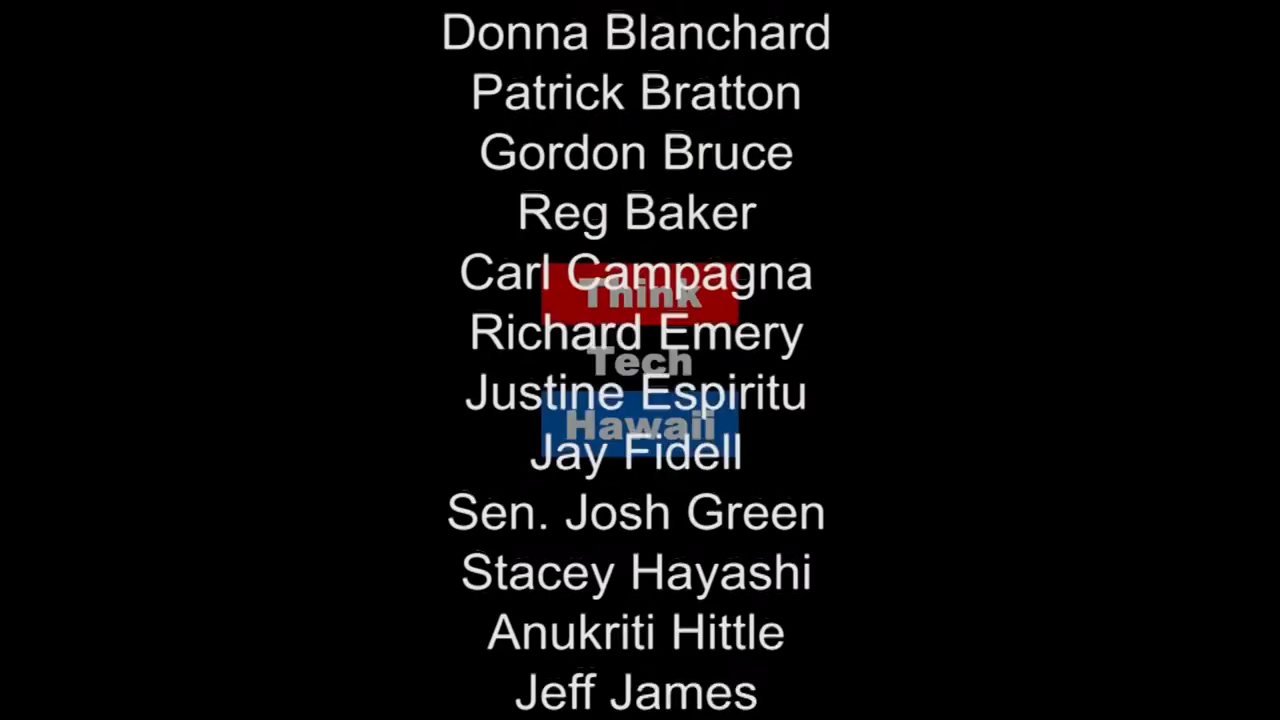 Donna Blanchard
Patrick Bratton
Gordon Bruce
Reg Baker
Carl Campagna
Think
Richard Emery
Tech
Justine Espiritu
Hawaii
Jay Fidell
Sen. Josh Green
Stacey Hayashi
Anukriti Hittle
Jeff James